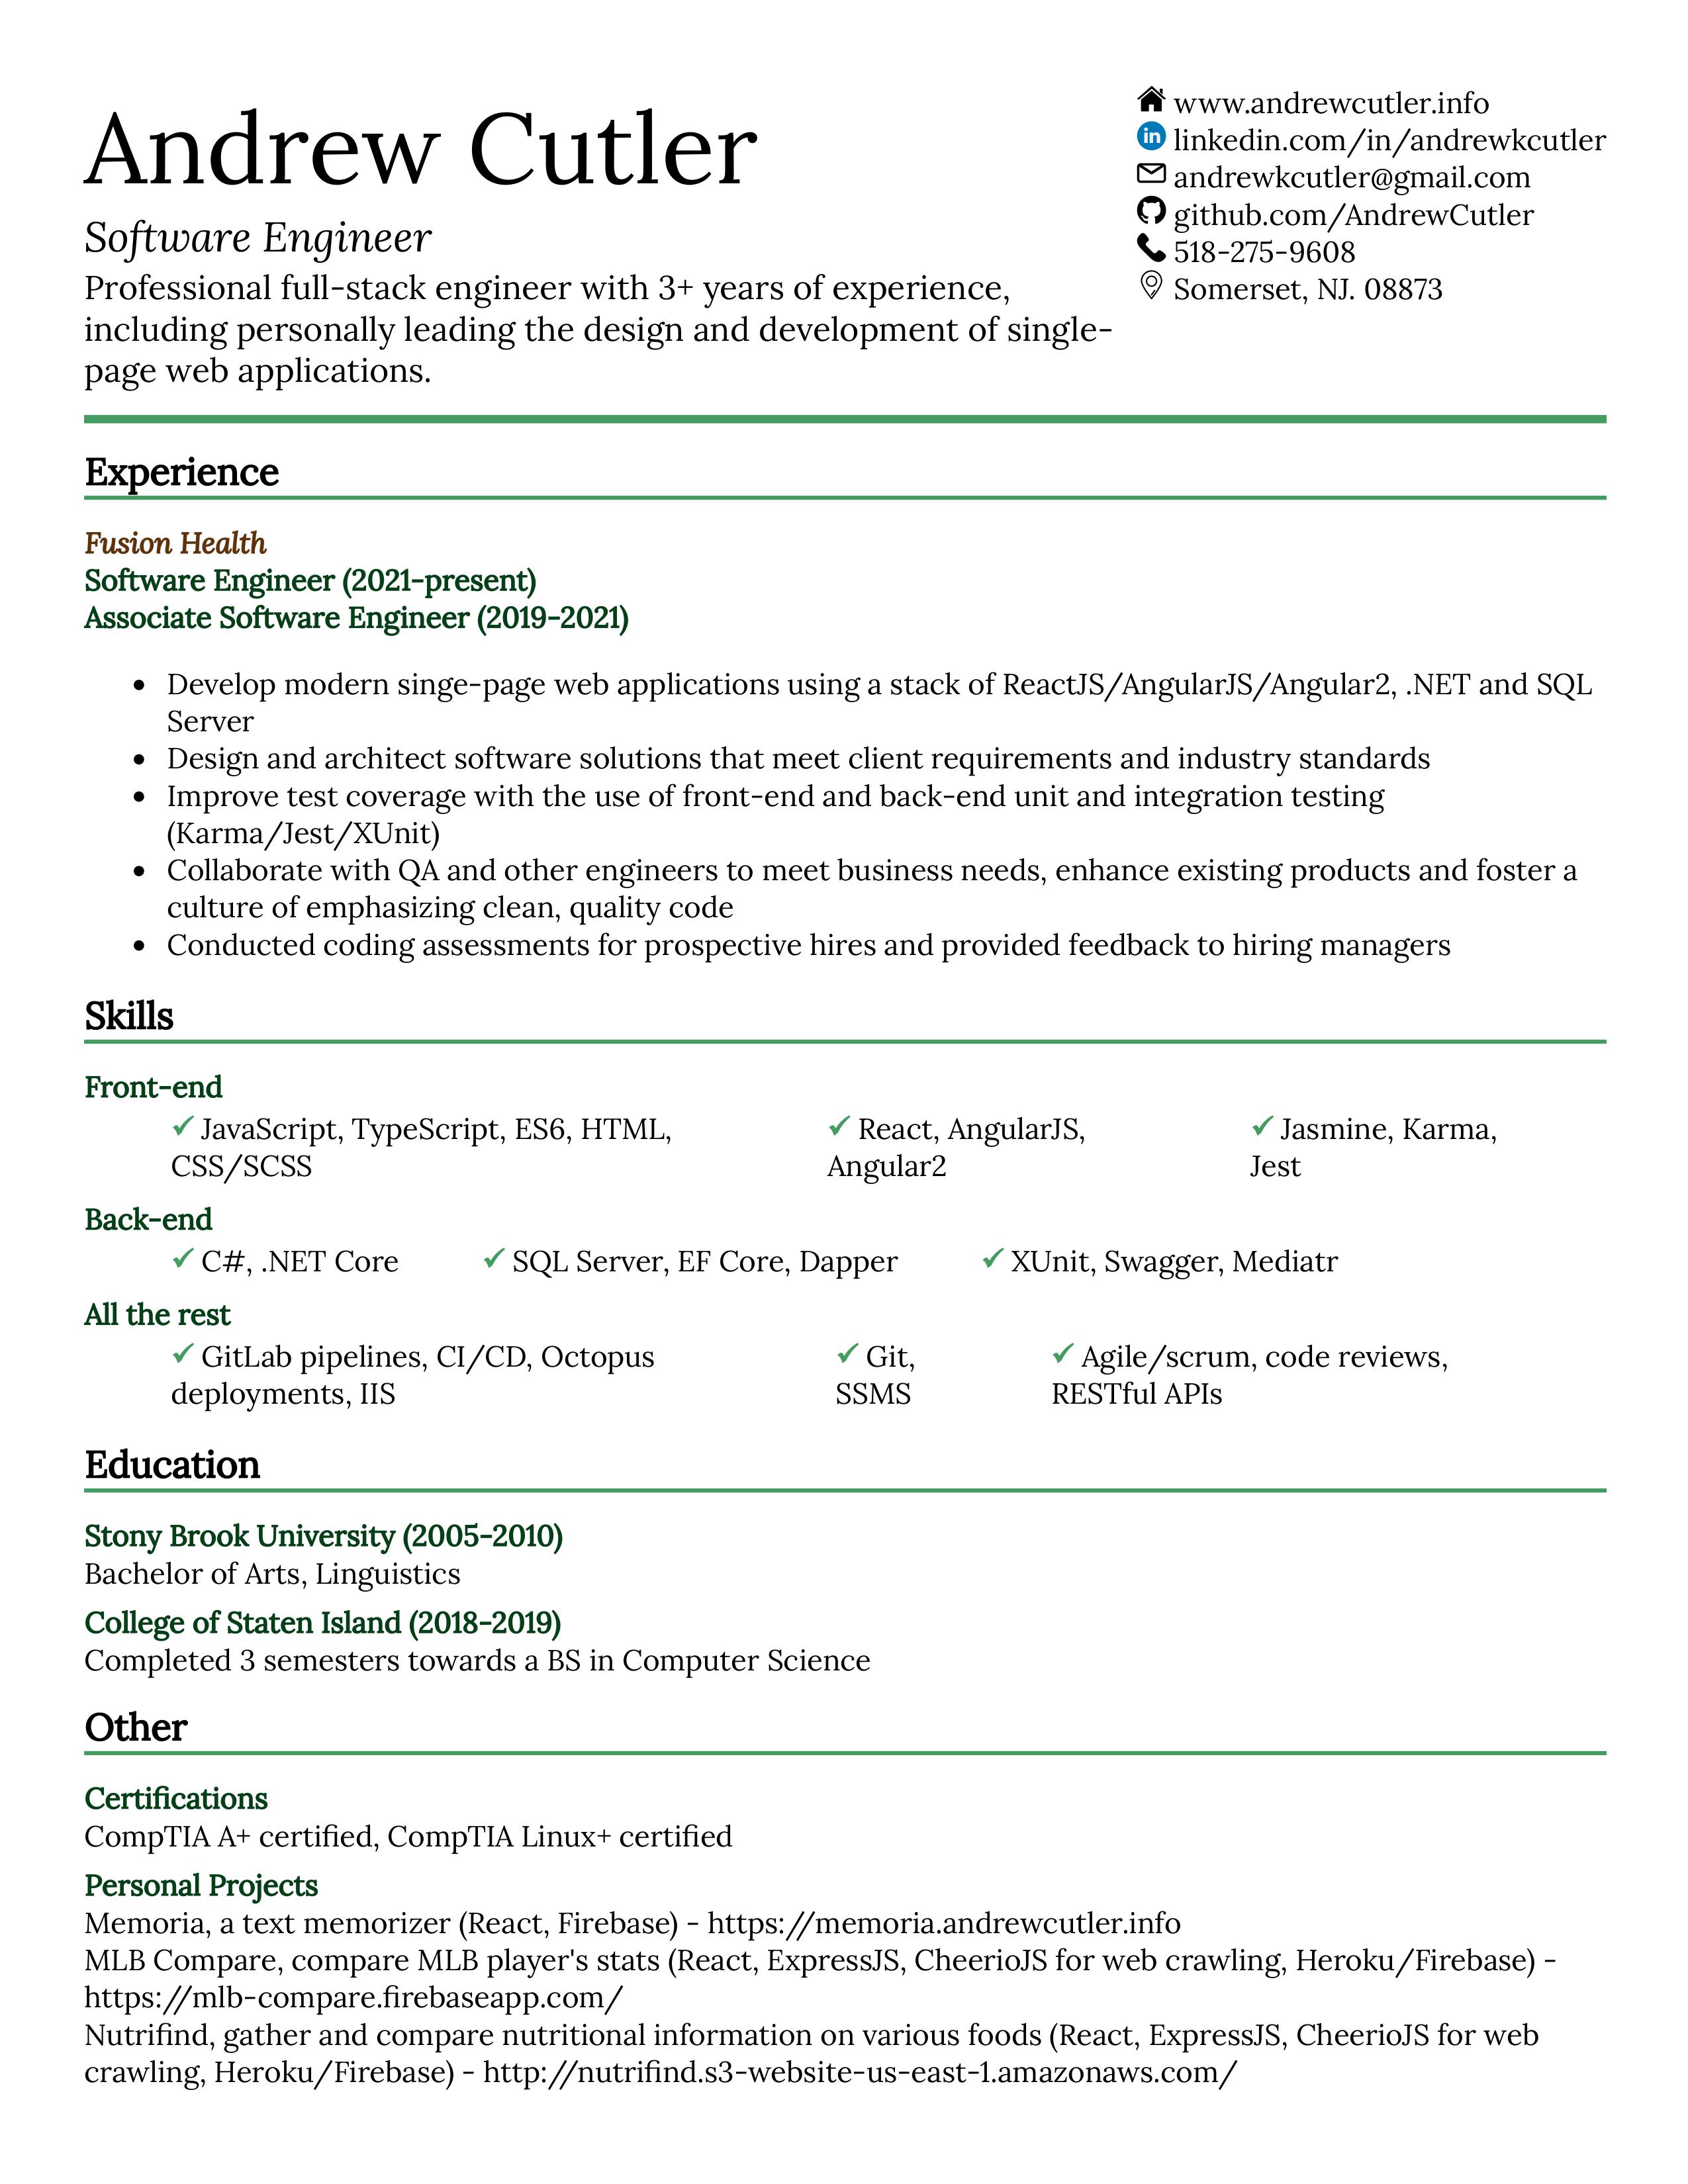 Andrew Cutler
Software Engineer
Professional full-stack engineer with 3+ years of experience,
including personally leading the design and development of single-
page web applications.
www.andrewcutler.info
linkedin.com/in/andrewkcutler
andrewkcutler@gmail.com
github.com/AndrewCutler
518-275-9608
Somerset, NJ. 08873
Experience
Fusion Health
Software Engineer (2021-present)
Associate Software Engineer (2019-2021)
• Develop modern singe-page web applications using a stack of ReactJS/AngularJS/Angular2, .NET and SQL
Server
• Design and architect software solutions that meet client requirements and industry standards
• Improve test coverage with the use of front-end and back-end unit and integration testing
(Karma/Jest/XUnit)
• Collaborate with QA and other engineers to meet business needs, enhance existing products and foster a
culture of emphasizing clean, quality code
• Conducted coding assessments for prospective hires and provided feedback to hiring managers
Skills
Front-end
✓ JavaScript, TypeScript, ES6, HTML,
CSS/SCSS
✓ React, AngularJS,
Angular2
✓ Jasmine, Karma,
Jest
Back-end
✓ C#, .NET Core
✓ SQL Server, EF Core, Dapper
✓ XUnit, Swagger, Mediatr
All the rest
✓ GitLab pipelines, CI/CD, Octopus
deployments, IIS
✓ Git,
SSMS
✓ Agile/scrum, code reviews,
RESTful APIs
Education
Stony Brook University (2005-2010)
Bachelor of Arts, Linguistics
College of Staten Island (2018-2019)
Completed 3 semesters towards a BS in Computer Science
Other
Certifications
CompTIA A+ certified, CompTIA Linux+ certified
Personal Projects
Memoria, a text memorizer (React, Firebase) - https://memoria.andrewcutler.info
MLB Compare, compare MLB player's stats (React, ExpressJS, CheerioJS for web crawling, Heroku/Firebase) -
https://mlb-compare.firebaseapp.com/
Nutrifind, gather and compare nutritional information on various foods (React, ExpressJS, CheerioJS for web
crawling, Heroku/Firebase) - http://nutrifind.s3-website-us-east-1.amazonaws.com/